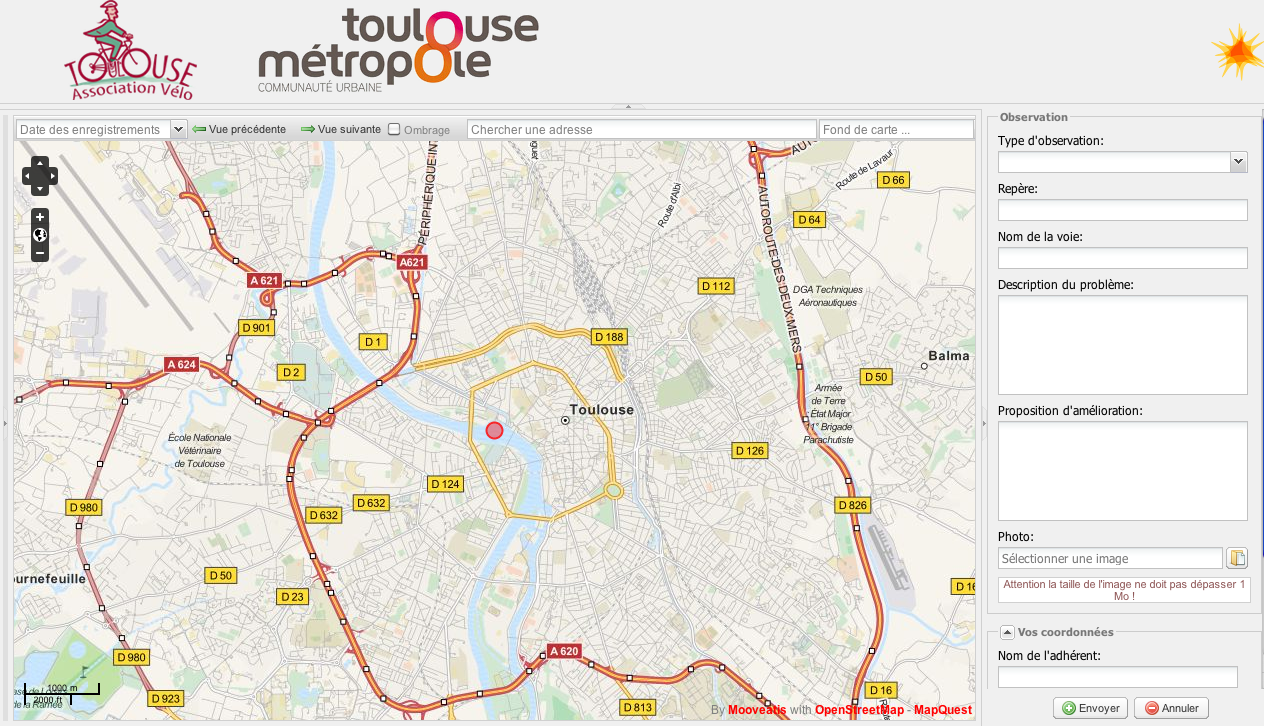 TOULOUSE
Association Vélo
toulouse
métropole
COMMUNAUTÉ URBAINE
Date des enregistrements
Vue précédente
Vue suivante
Ombrage
Chercher une adresse
Fond de carte ...
PÉRIPHÉRIQUE IN
Route d'Albi
AUTO
Route de Lavaur
D 66
D 64
AUTOROUTE DES DEUX MERS
A 621
A621
D 112
DGA Techniques
Aéronautiques
D 901
D 1
D 188
A 624
D 2
Balma
D 50
Toulouse
Armée
de Terre
: État Major
11° Brigade
Parachutiste
École Nationale
Vétérinaire
de Toulouse
D 126
D 124
D 980
D 632
D 632
D 826
ournefeuille
D 50
D 23
D 16
D 980
A 620
1000 m
2000 ft
de la Ramée
D 923
D 16
D 813
By Mooveatis with OpenStreetMap - MapQuest
Observation
Type d'observation:
Repère:
Nom de la voie:
Description du problème:
Proposition d'amélioration:
Photo:
Sélectionner une image
Attention la taille de l'image ne doit pas dépasser 1
Mo !
Vos coordonnées
Nom de l'adhérent:
Envoyer
Annuler